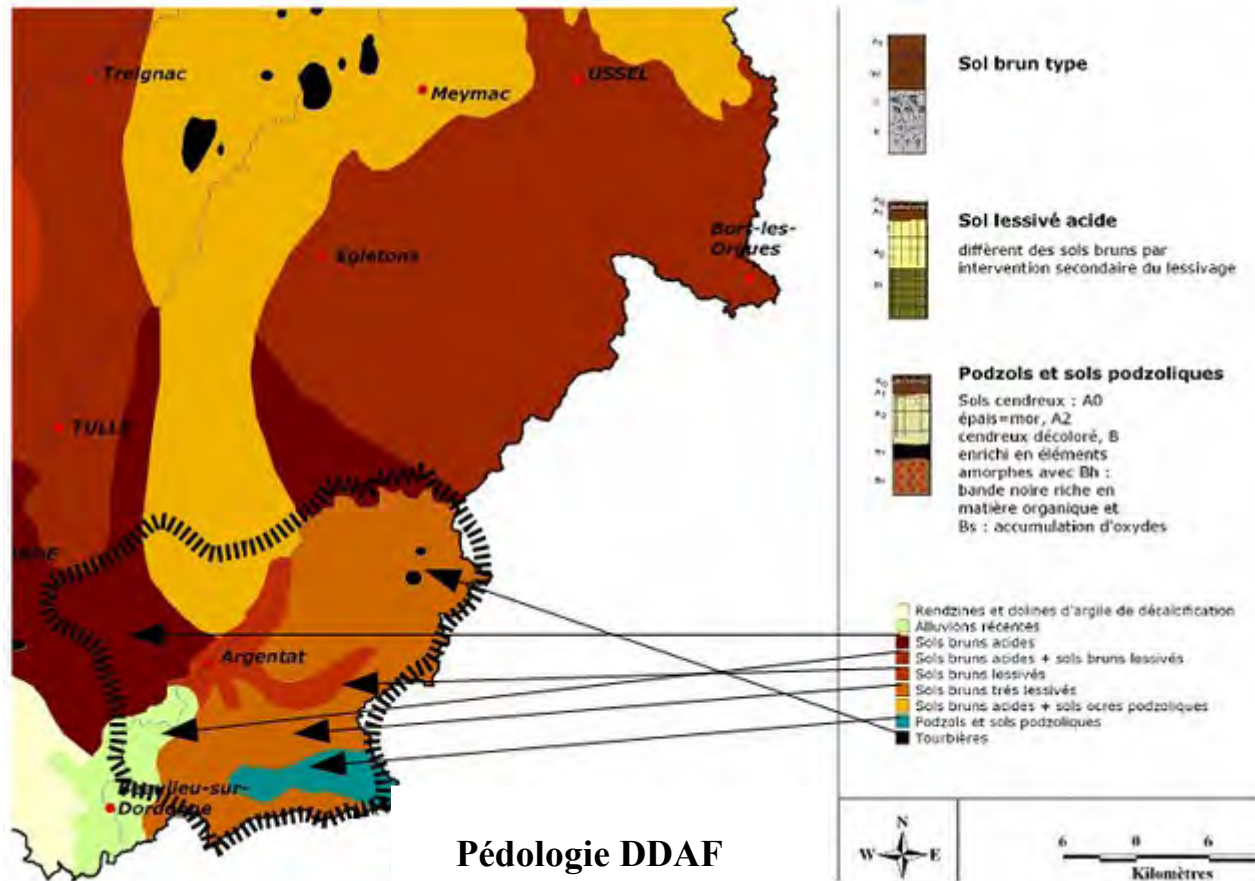 Treignac
Meymac
USSEL
Egletons
Bort-les-
Orgues
TULLE
Argentat
Beaulieu-sur-
Dordogne
Pédologie DDAF
Sol brun type
Sol lessivé acide
diffèrent des sols bruns par
intervention secondaire du lessivage
Podzols et sols podzoliques
Sols cendreux : A0
épais=mor, A2
cendreux décoloré, B
enrichi en éléments
amorphes avec Bh :
bande noire riche en
matière organique et
Bs : accumulation d'oxydes
Rendzines et dolines d'argile de décalcification
Alluvions récentes
Sols bruns acides
Sols bruns acides + sols bruns lessivés
Sols bruns lessivés
Sols bruns trés lessivés
Sols bruns acides + sols ocres podzoliques
Podzols et sols podzoliques
Tourbières
N
W E
S
6 0 6
Kilomètres